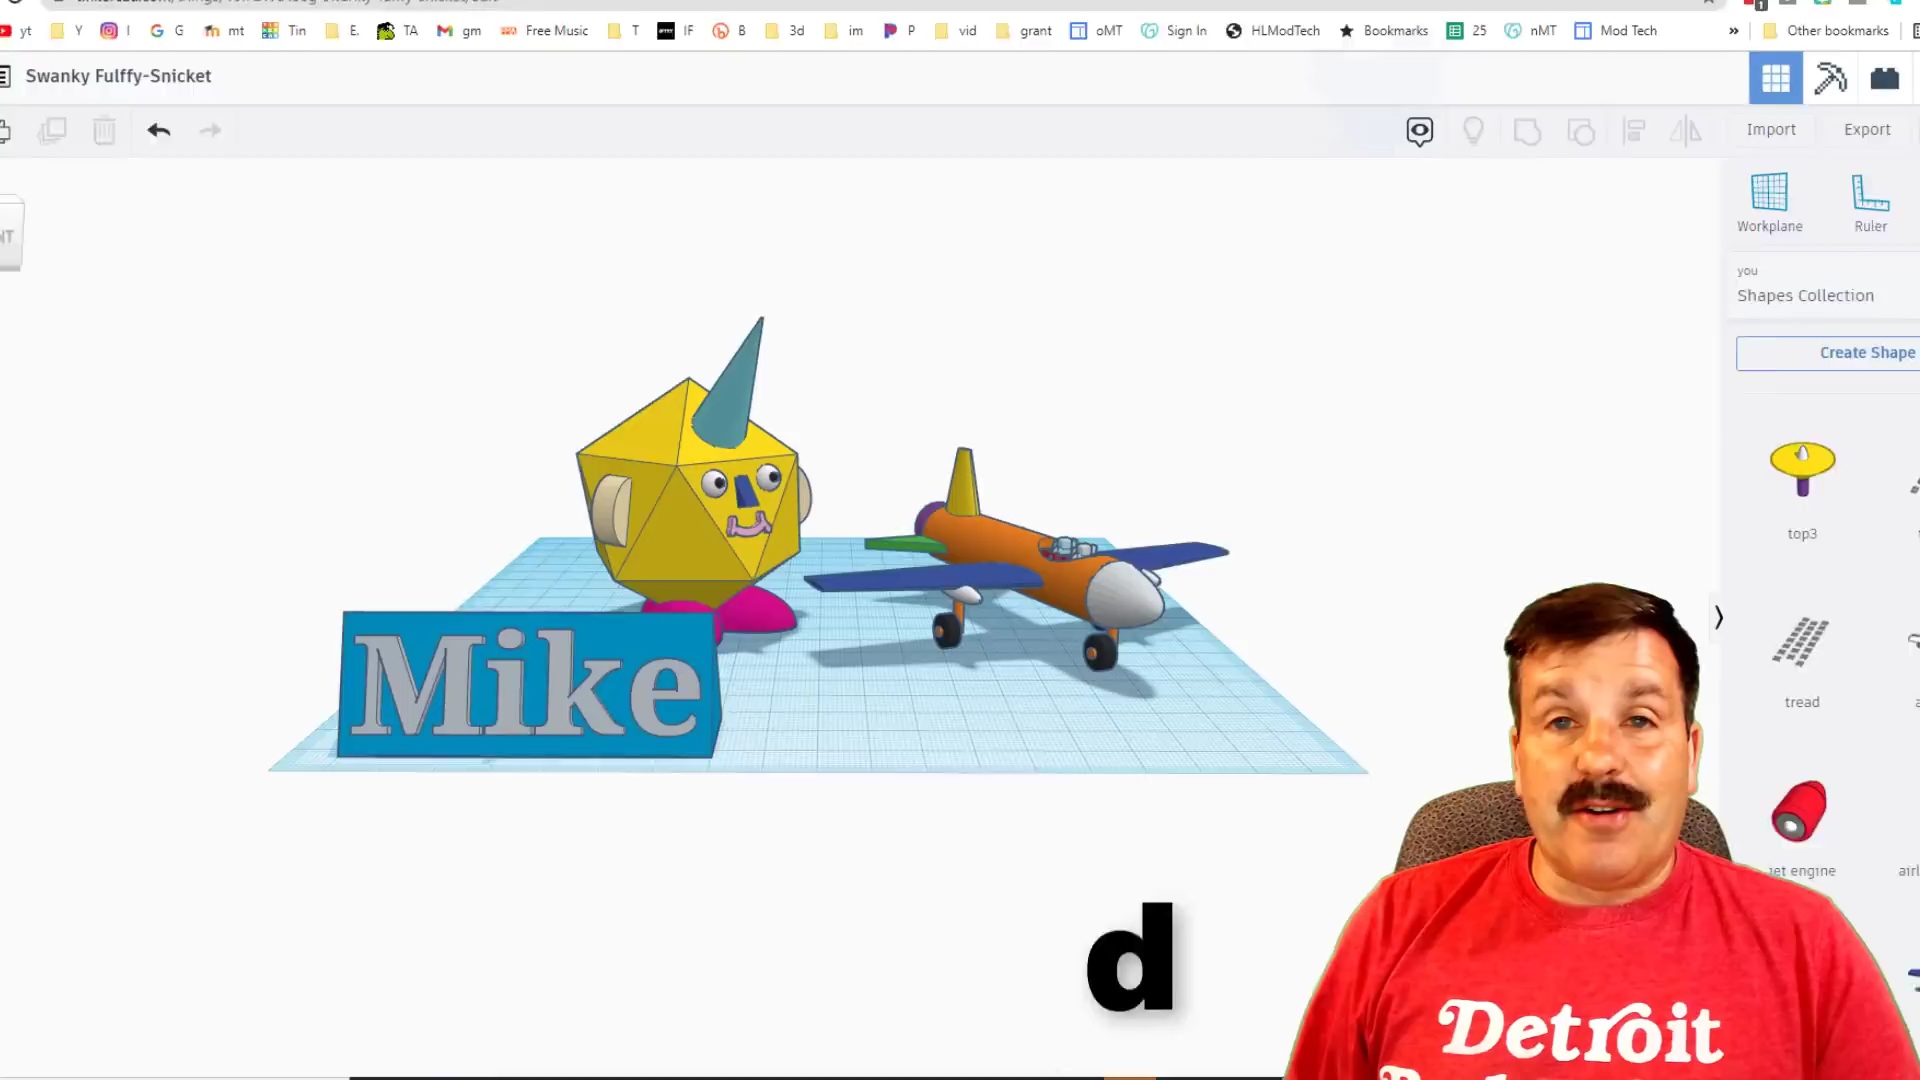 yt Y I G mt Tin E. TA gm Free Music T IF B 3d im P vid grant oMT Sign In HLModTech Bookmarks 25 nMT Mod Tech » Other bookmarks
Swanky Fulffy-Snicket
Import Export
NT
Workplane Ruler
you
Shapes Collection
Create Shape
top3
tread
Mike
jet engine
d
Detroit